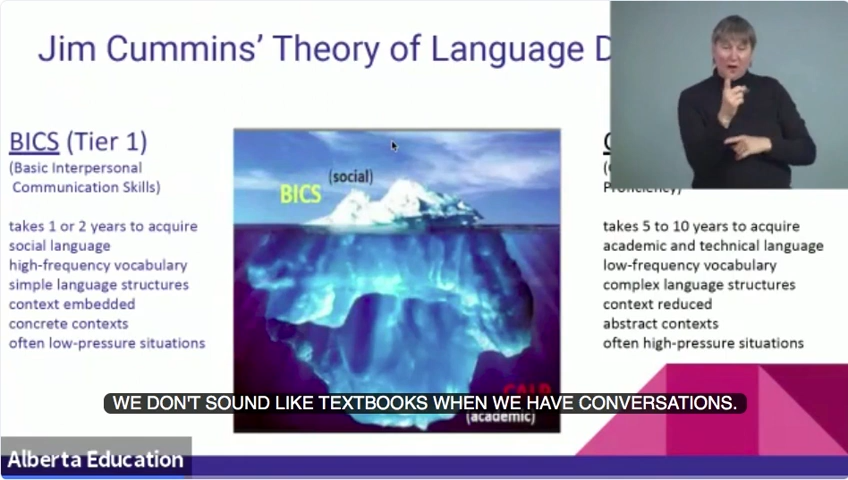 Jim Cummins' Theory of Language D
BICS (Tier 1)
(Basic Interpersonal
Communication Skills)
takes 1 or 2 years to acquire
social language
high-frequency vocabulary
simple language structures
context embedded
concrete contexts
often low-pressure situations
(social)
BICS
CALP
(academic)
Proficiency)
takes 5 to 10 years to acquire
academic and technical language
low-frequency vocabulary
complex language structures
context reduced
abstract contexts
often high-pressure situations
WE DON'T SOUND LIKE TEXTBOOKS WHEN WE HAVE CONVERSATIONS.
Alberta Education